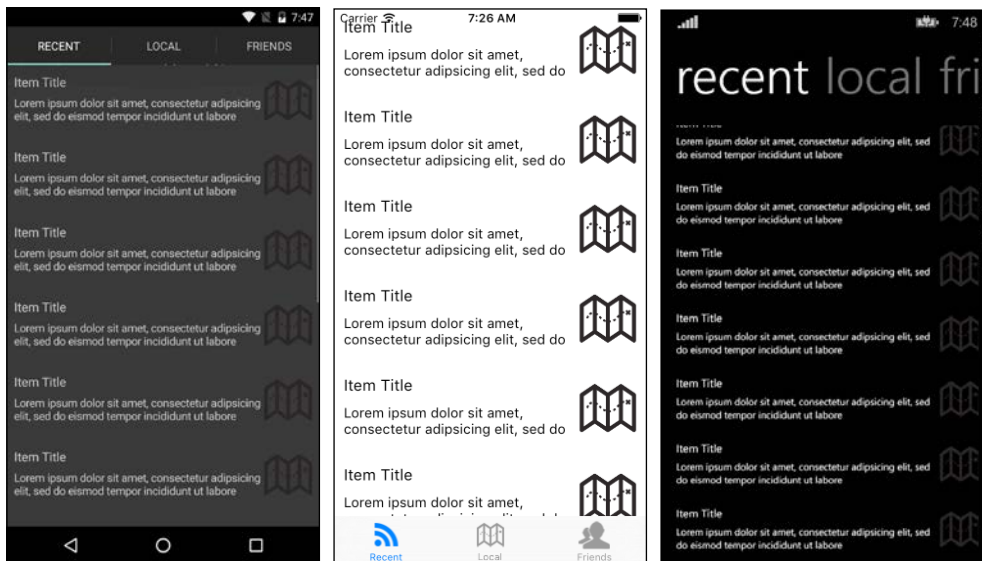 7:47
RECENT LOCAL FRIENDS
Item Title
Lorem ipsum dolor sit amet, consectetur adipsicing
elit, sed do eismod tempor incididunt ut labore
Item Title
Lorem ipsum dolor sit amet, consectetur adipsicing
elit, sed do eismod tempor incididunt ut labore
Item Title
Lorem ipsum dolor sit amet, consectetur adipsicing
elit, sed do eismod tempor incididunt ut labore
Item Title
Lorem ipsum dolor sit amet, consectetur adipsicing
elit, sed do eismod tempor incididunt ut labore
Item Title
Lorem ipsum dolor sit amet, consectetur adipsicing
elit, sed do eismod tempor incididunt ut labore
Item Title
Lorem ipsum dolor sit amet, consectetur adipsicing
elit, sed do eismod tempor incididunt ut labore
Carrier 7:26 AM
Item Title
Lorem ipsum dolor sit amet,
consectetur adipsicing elit, sed do
Item Title
Lorem ipsum dolor sit amet,
consectetur adipsicing elit, sed do
Item Title
Lorem ipsum dolor sit amet,
consectetur adipsicing elit, sed do
Item Title
Lorem ipsum dolor sit amet,
consectetur adipsicing elit, sed do
Item Title
Lorem ipsum dolor sit amet,
consectetur adipsicing elit, sed do
Item Title
Lorem ipsum dolor sit amet,
Recent Local Friends
7:48
recent local fri
Lorem ipsum dolor sit amet, consectetur adipsicing elit, sed
do eismod tempor incididunt ut labore
Item Title
Lorem ipsum dolor sit amet, consectetur adipsicing elit, sed
do eismod tempor incididunt ut labore
Item Title
Lorem ipsum dolor sit amet, consectetur adipsicing elit, sed
do eismod tempor incididunt ut labore
Item Title
Lorem ipsum dolor sit amet, consectetur adipsicing elit, sed
do eismod tempor incididunt ut labore
Item Title
Lorem ipsum dolor sit amet, consectetur adipsicing elit, sed
do eismod tempor incididunt ut labore
Item Title
Lorem ipsum dolor sit amet, consectetur adipsicing elit, sed
do eismod tempor incididunt ut labore
Item Title
Lorem ipsum dolor sit amet, consectetur adipsicing elit, sed
do eismod tempor incididunt ut labore